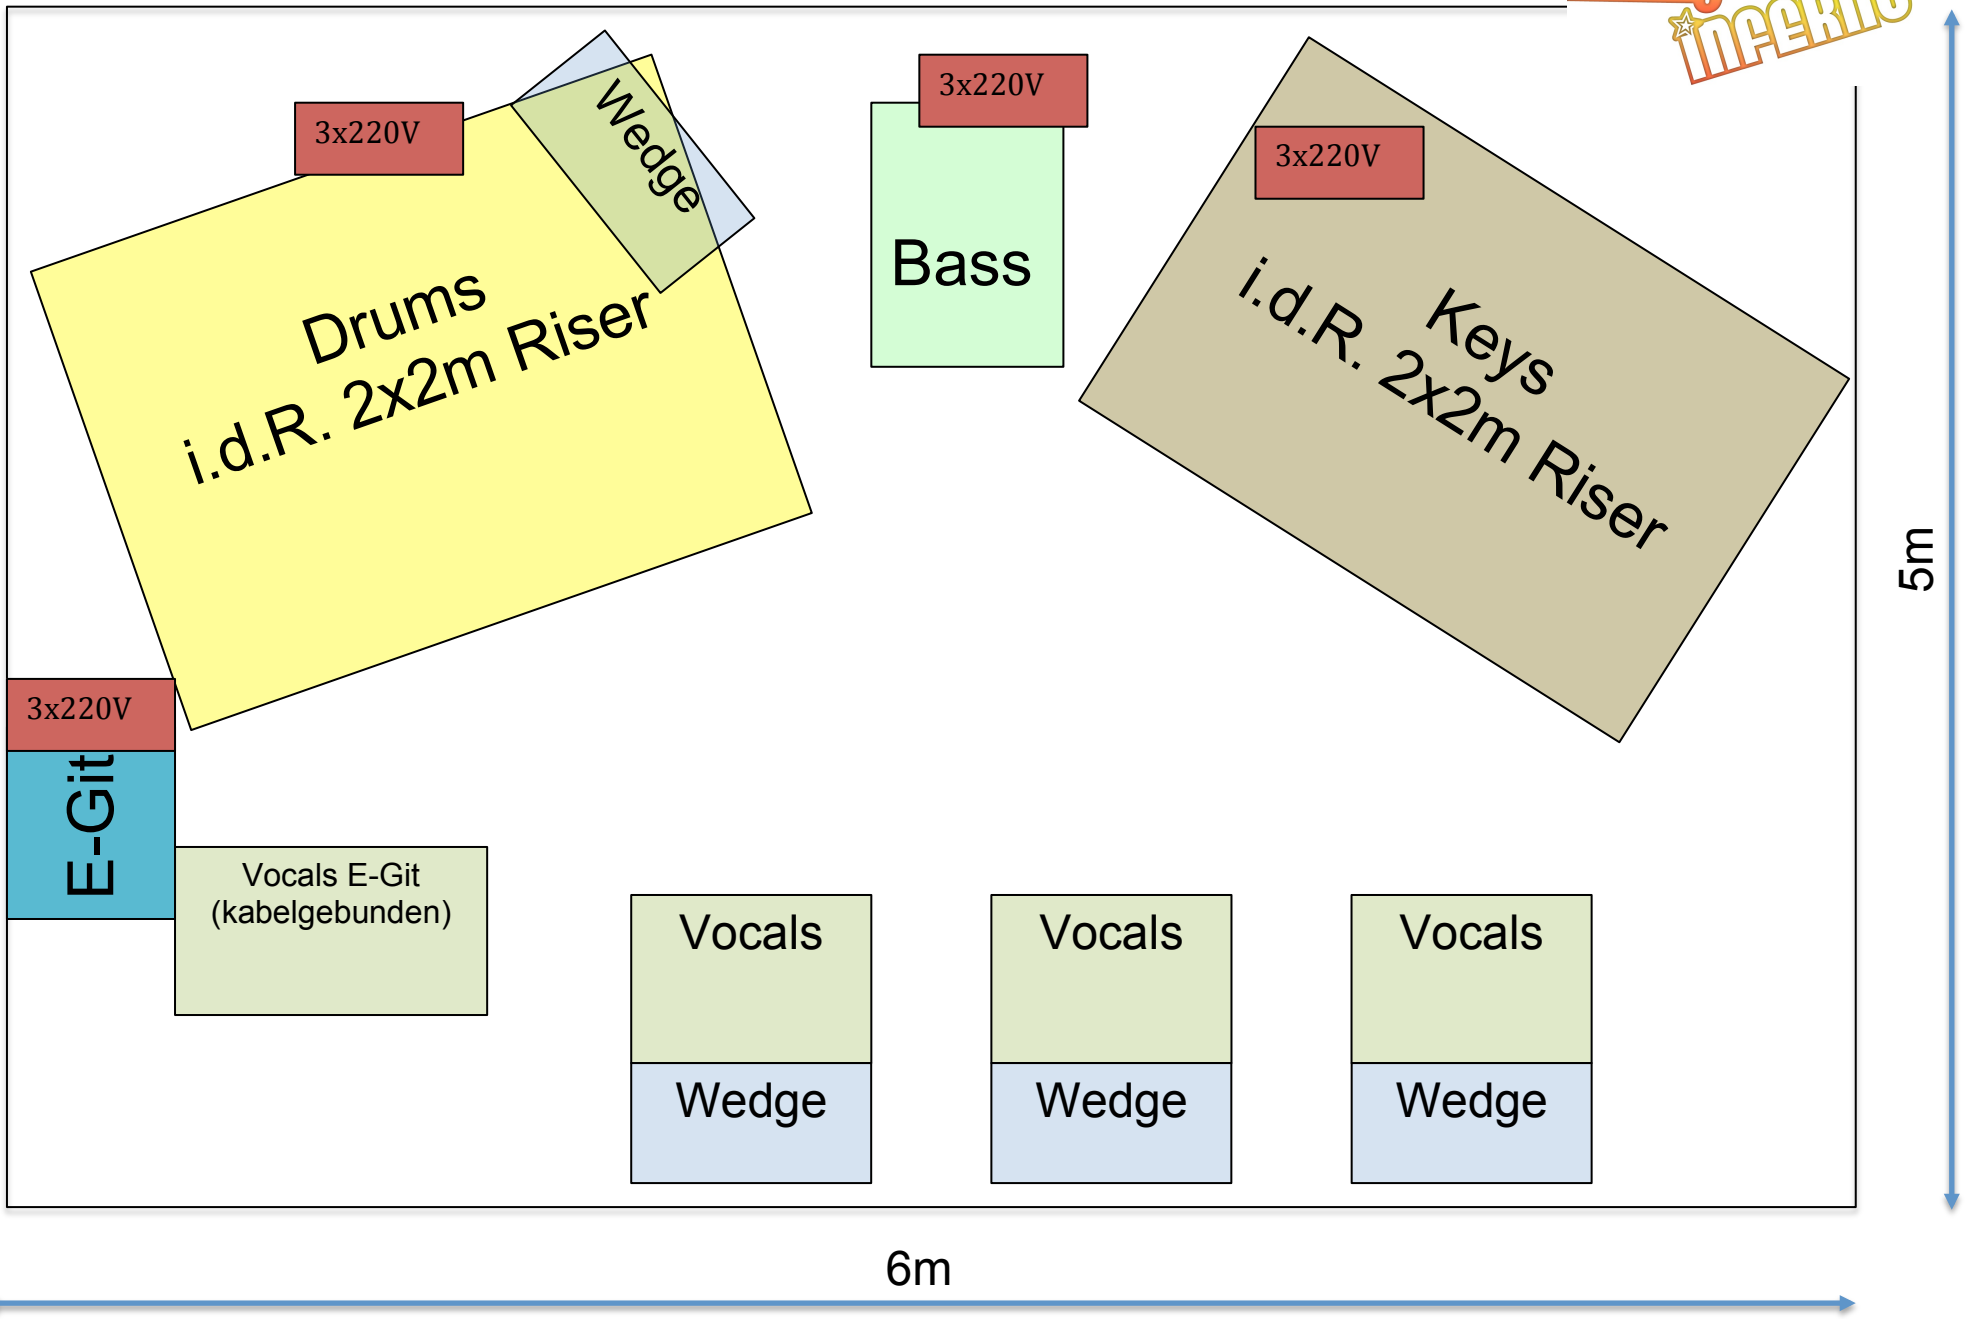 iNFERNO
3x220V
Wedge
3x220V
3x220V
Drums
i.d.R. 2x2m Riser
Bass
Keys
i.d.R. 2x2m Riser
5m
3x220V
E-Git
Vocals E-Git
(kabelgebunden)
Vocals
Wedge
Vocals
Wedge
Vocals
Wedge
6m